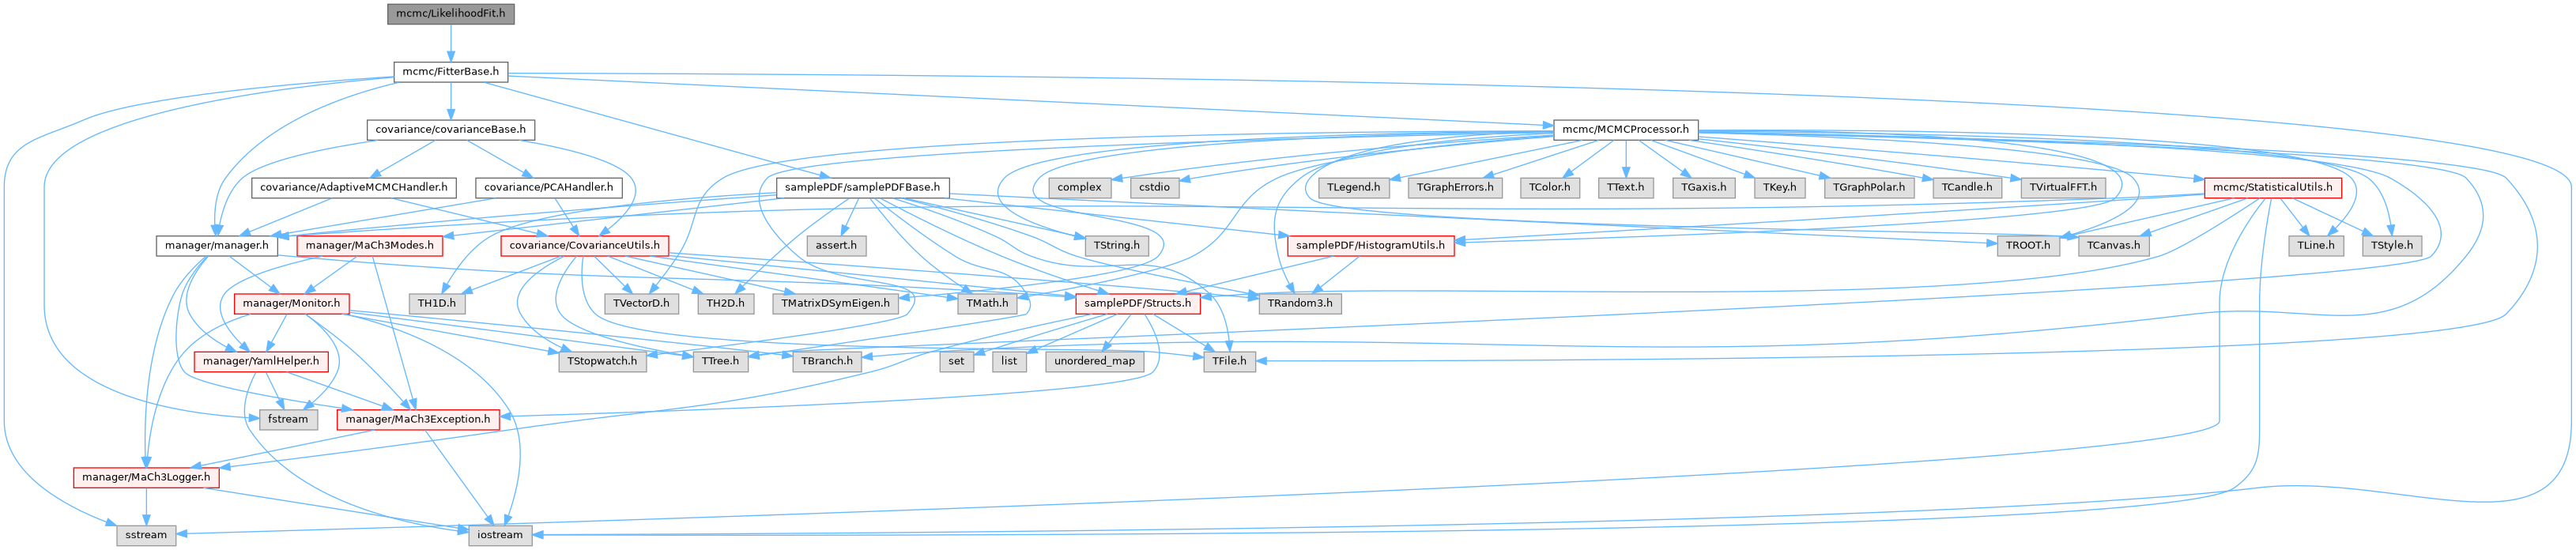 mcmc/LikelihoodFit.h
mcmc/FitterBase.h
covariance/covarianceBase.h
mcmc/MCMCProcessor.h
covariance/AdaptiveMCMCHandler.h
covariance/PCAHandler.h
samplePDF/samplePDFBase.h
complex
cstdio
TLegend.h
TGraphErrors.h
TColor.h
TText.h
TGaxis.h
TKey.h
TGraphPolar.h
TCandle.h
TVirtualFFT.h
mcmc/StatisticalUtils.h
manager/manager.h
manager/MaCh3Modes.h
covariance/CovarianceUtils.h
assert.h
TString.h
samplePDF/HistogramUtils.h
TROOT.h
TCanvas.h
TLine.h
TStyle.h
manager/Monitor.h
TH1D.h
TVectorD.h
TH2D.h
TMatrixDSymEigen.h
TMath.h
samplePDF/Structs.h
TRandom3.h
manager/YamlHelper.h
TStopwatch.h
TTree.h
TBranch.h
set
list
unordered_map
TFile.h
fstream
manager/MaCh3Exception.h
manager/MaCh3Logger.h
sstream
iostream